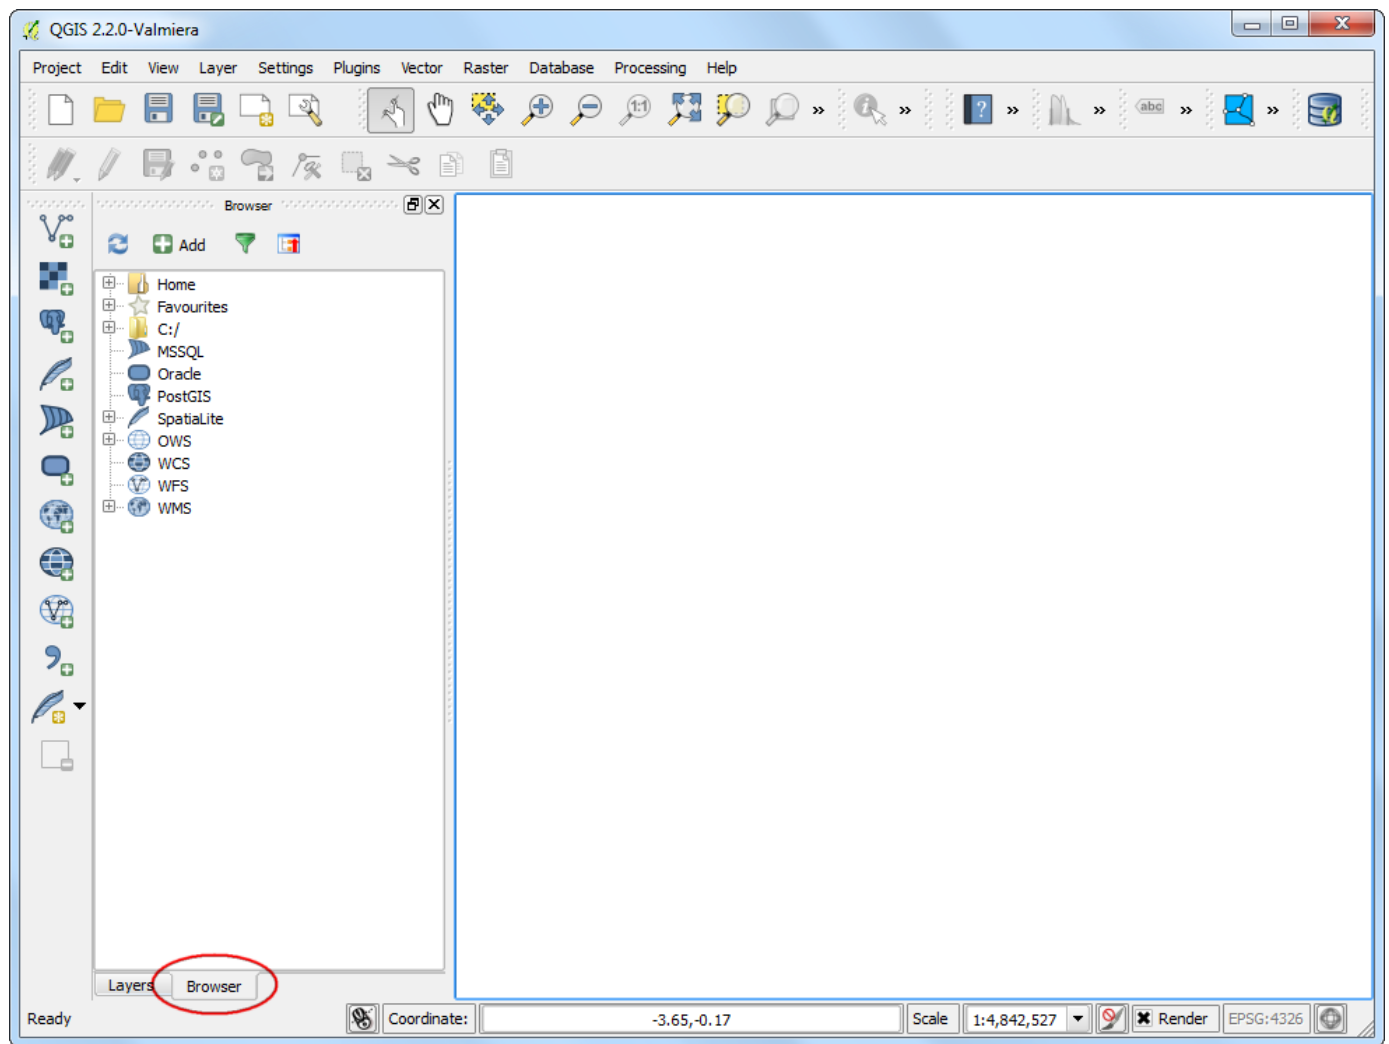 QGIS 2.2.0-Valmiera
Project Edit View Layer Settings Plugins Vector Raster Database Processing Help
1:1 » » ? » » abc » »
Browser
Add
Home
Favourites
C:/
MSSQL
Oracle
PostGIS
SpatiaLite
OWS
WCS
WFS
WMS
Layers Browser
Ready Coordinate: -3.65,-0.17 Scale 1:4,842,527 Render EPSG:4326